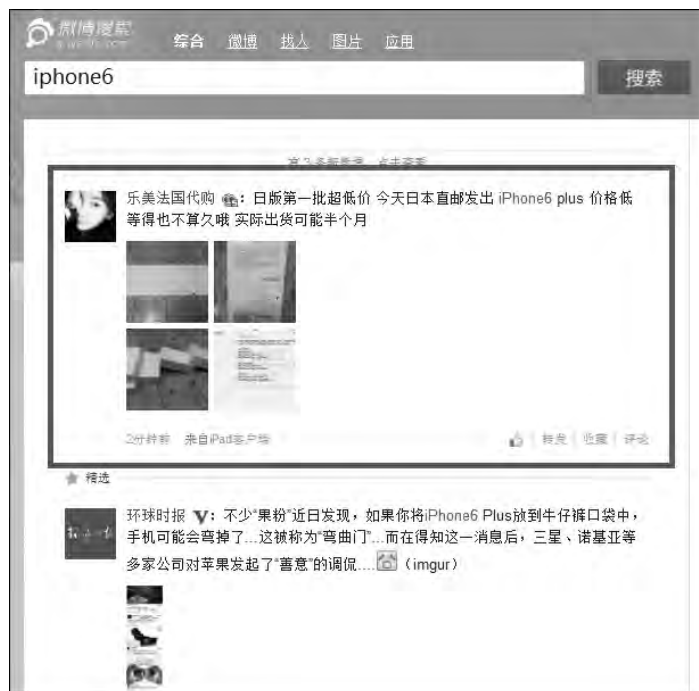 微博搜索
综合 微博 找人 图片 应用
iphone6 搜索
乐美法国代购 : 日版第一批超低价 今天日本直邮发出 iPhone6 plus 价格低
等得也不算久哦 实际出货可能半个月
2分钟前 来自iPad客户端 转发 收藏 评论
精选
环球时报 V: 不少“果粉”近日发现，如果你将iPhone6 Plus放到牛仔裤口袋中，
手机可能会弯掉了...这被称为“弯曲门”...而在得知这一消息后，三星、诺基亚等
多家公司对苹果发起了“善意”的调侃.... （imgur）